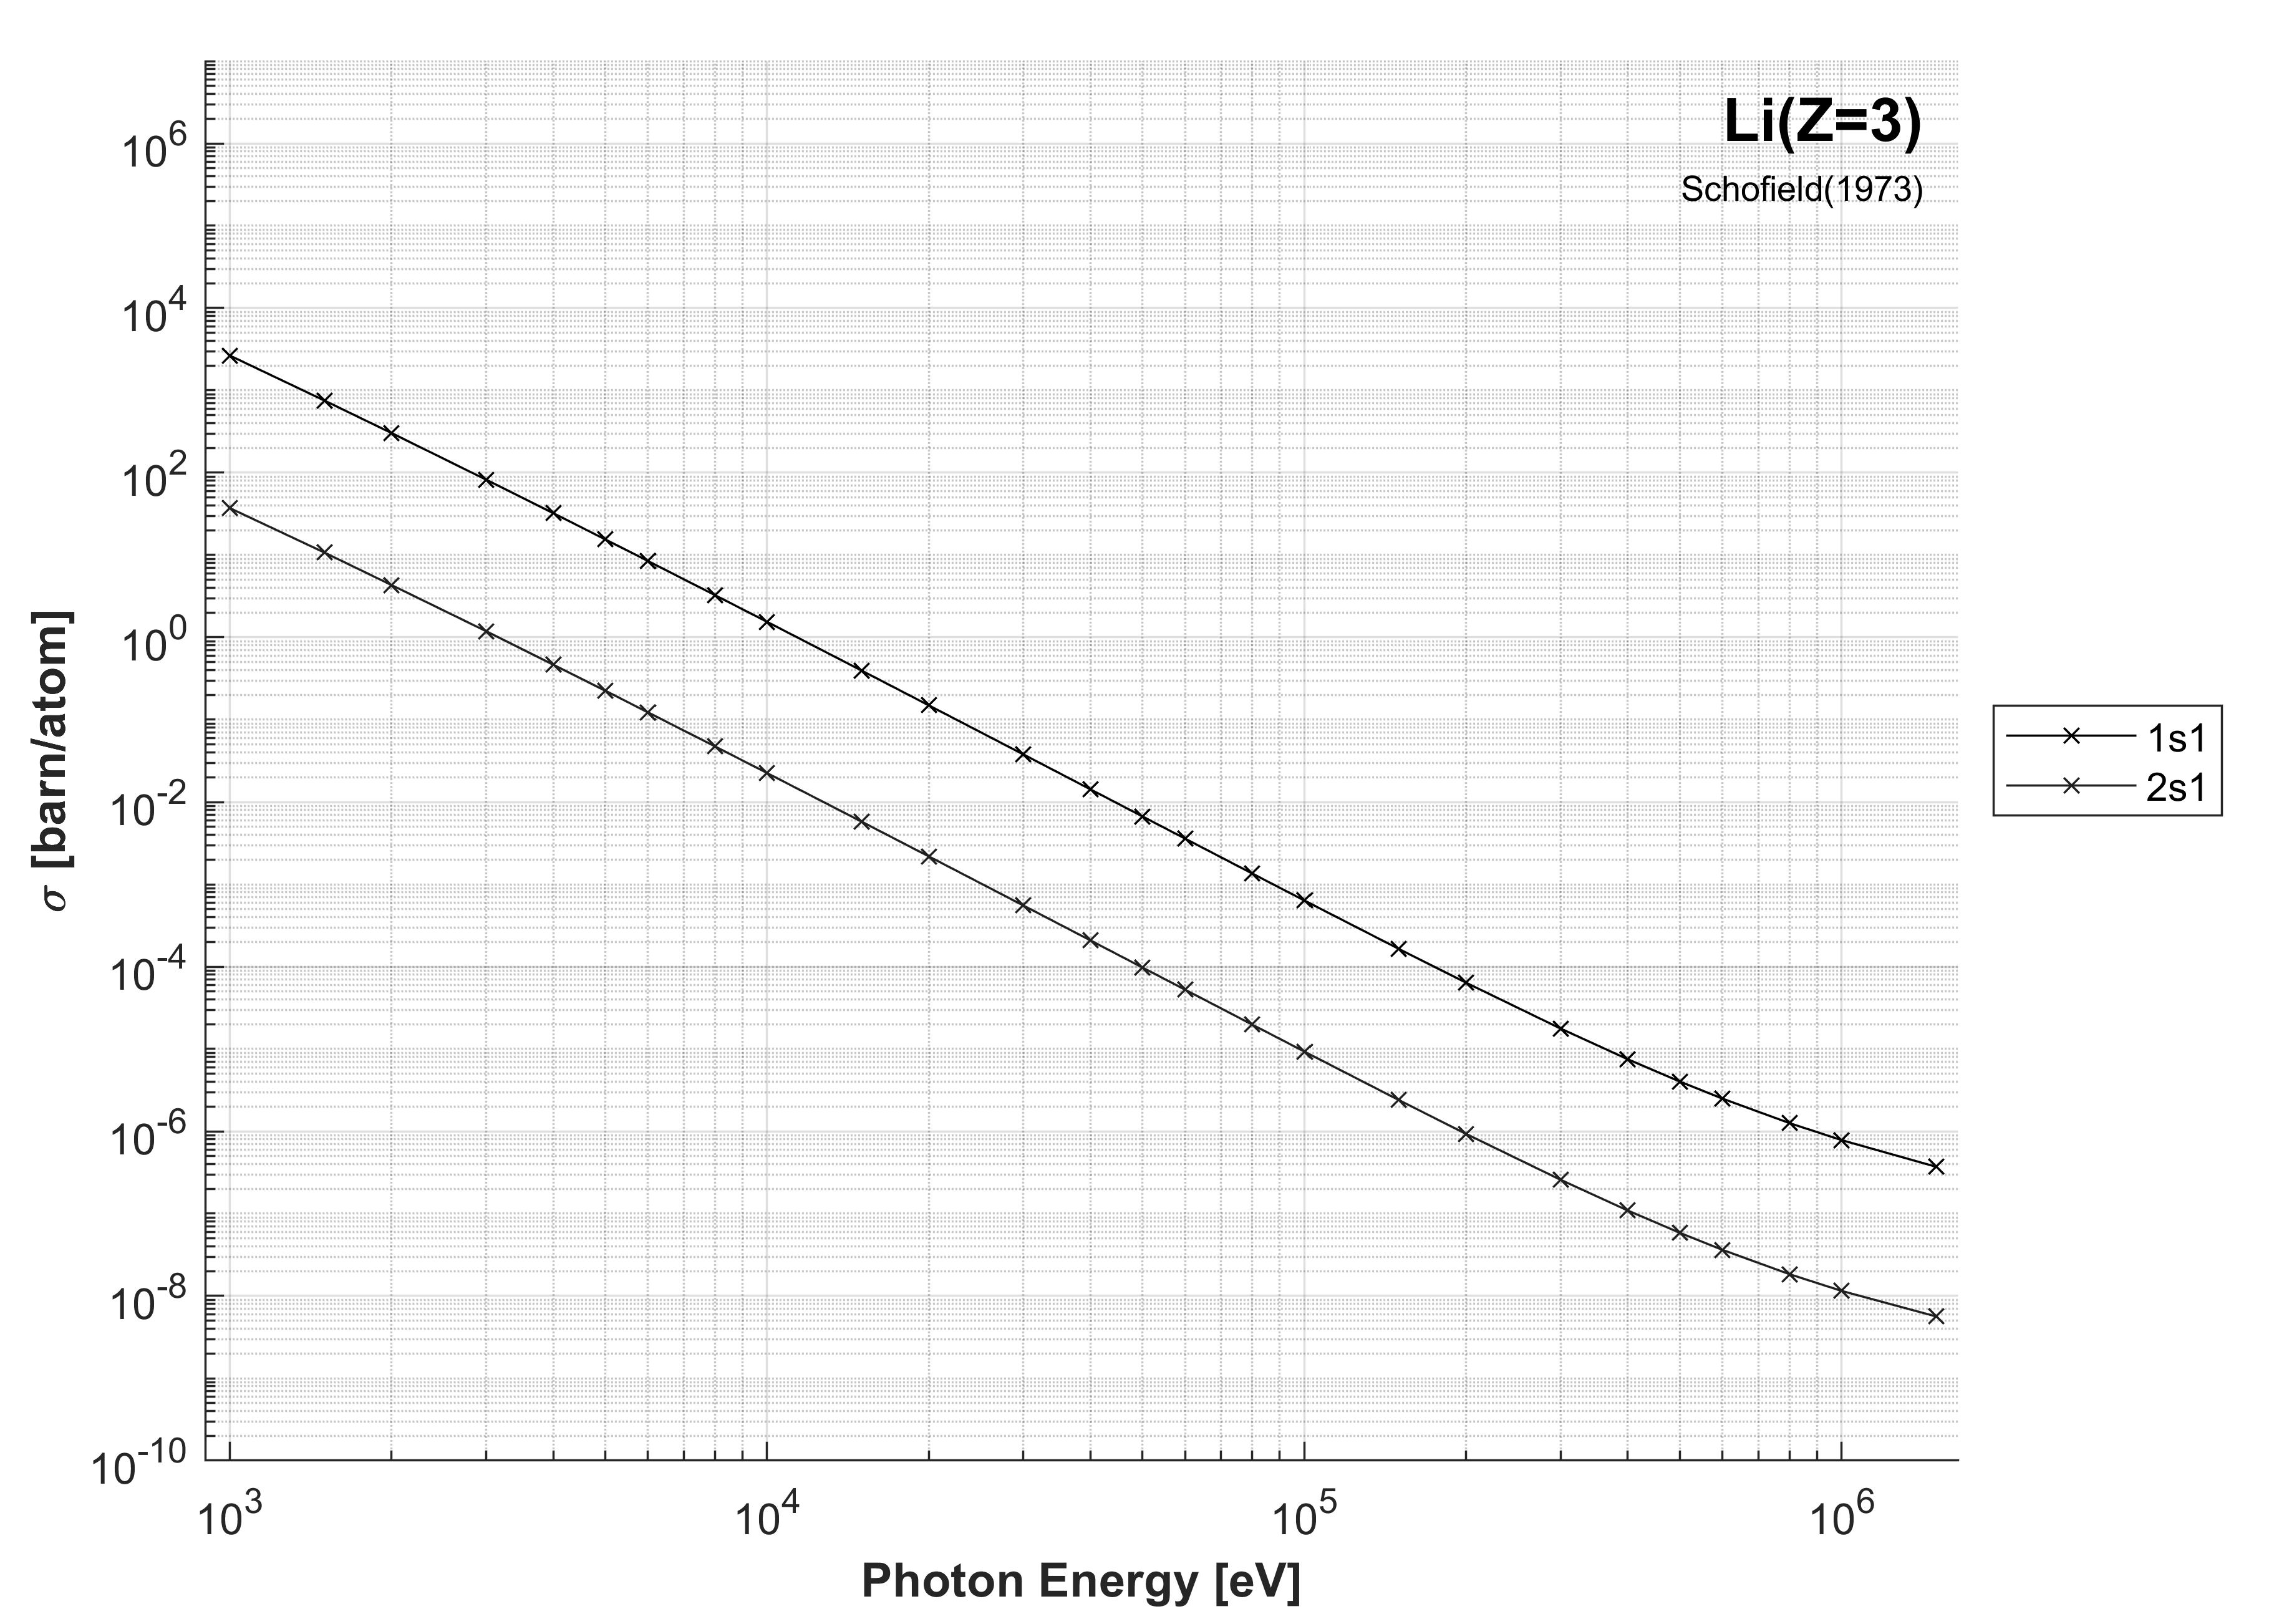 Li(Z=3)
Schofield(1973)
10^6
10^4
10^2
10^0
10^-2
10^-4
10^-6
10^-8
10^-10
σ [barn/atom]
1s1
2s1
10^3 10^4 10^5 10^6
Photon Energy [eV]